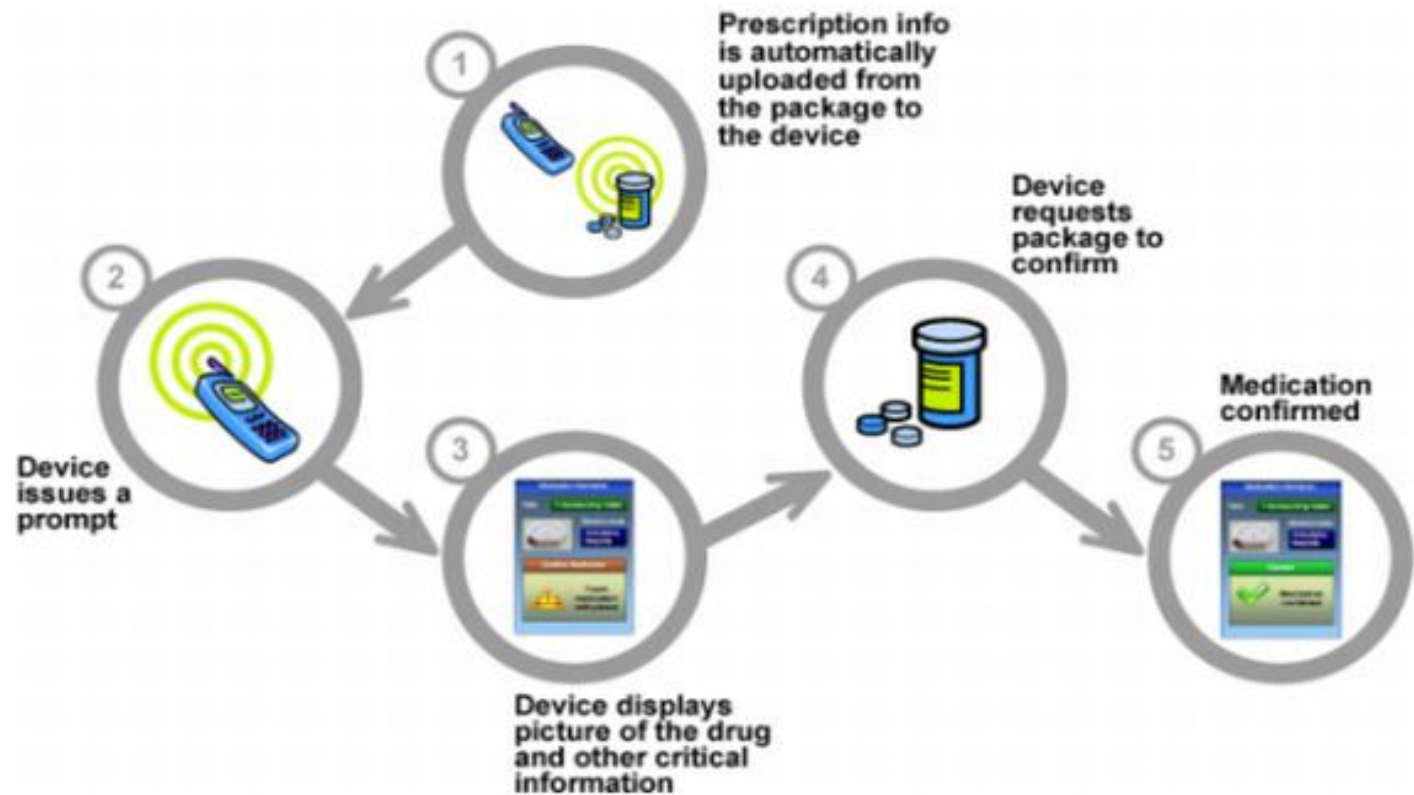 1
Prescription info
is automatically
uploaded from
the package to
the device
2
Device
issues a
prompt
3
Device displays
picture of the drug
and other critical
information
4
Device
requests
package to
confirm
5
Medication
confirmed